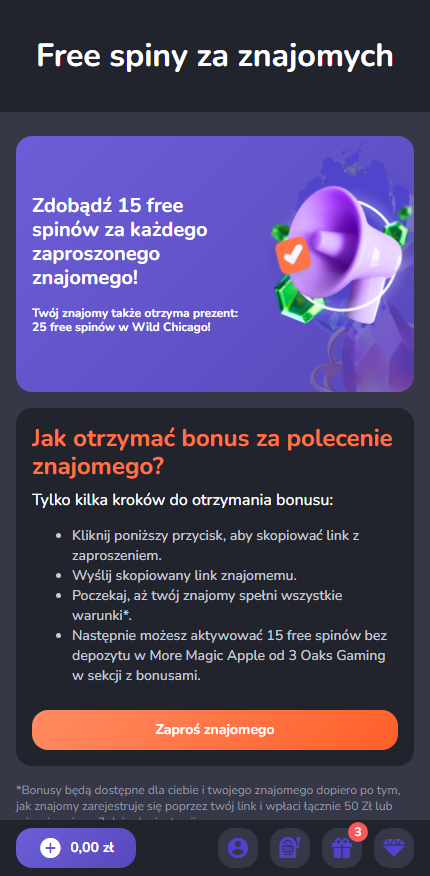 Free spiny za znajomych
Zdobądź 15 free
spinów za każdego
zaproszonego
znajomego!
Twój znajomy także otrzyma prezent:
25 free spinów w Wild Chicago!
Jak otrzymać bonus za polecenie
znajomego?
Tylko kilka kroków do otrzymania bonusu:
Kliknij poniższy przycisk, aby skopiować link z
zaproszeniem.
Wyślij skopiowany link znajomemu.
Poczekaj, aż twój znajomy spełni wszystkie
warunki*.
Następnie możesz aktywować 15 free spinów bez
depozytu w More Magic Apple od 3 Oaks Gaming
w sekcji z bonusami.
Zaproś znajomego
*Bonusy będą dostępne dla ciebie i twojego znajomego dopiero po tym,
jak znajomy zarejestruje się poprzez twój link i wpłaci łącznie 50 Zł lub
0,00 zł
3